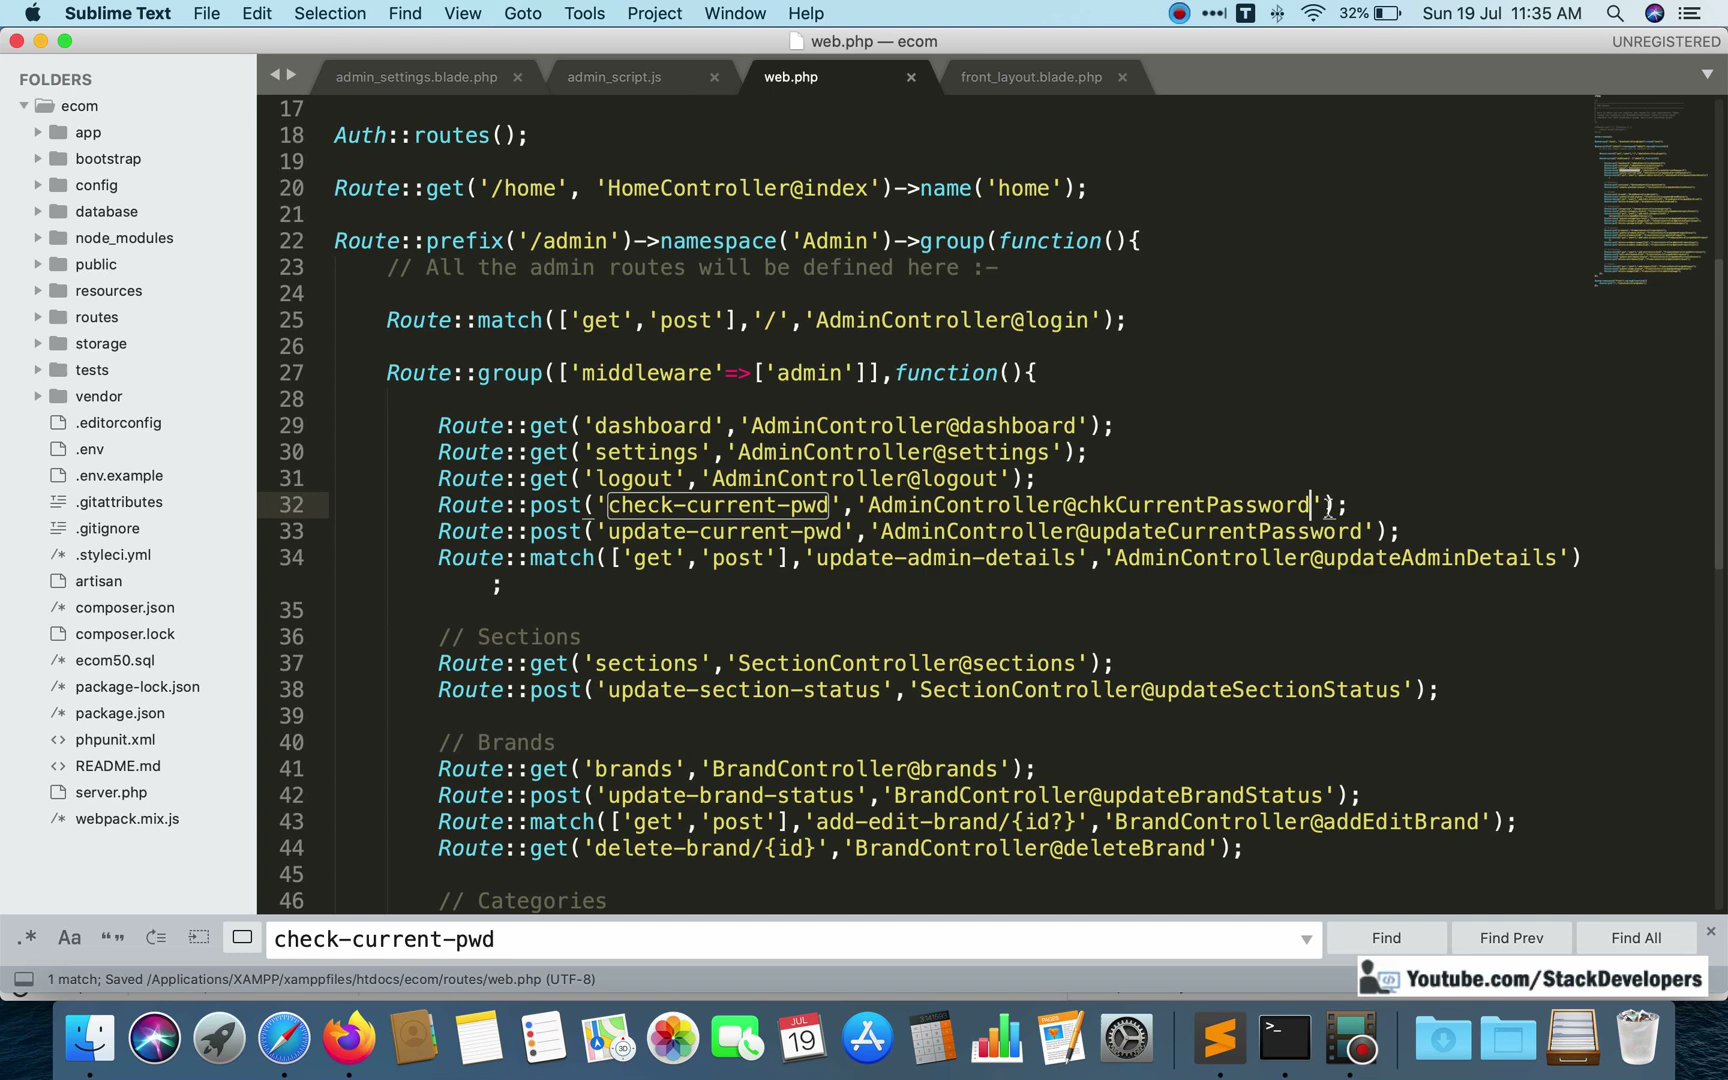 Sublime Text File Edit Selection Find View Goto Tools Project Window Help 32% Sun 19 Jul 11:35 AM
web.php — ecom UNREGISTERED
FOLDERS
ecom
app
bootstrap
config
database
node_modules
public
resources
routes
storage
tests
vendor
.editorconfig
.env
.env.example
.gitattributes
.gitignore
.styleci.yml
artisan
composer.json
composer.lock
ecom50.sql
package-lock.json
package.json
phpunit.xml
README.md
server.php
webpack.mix.js
admin_settings.blade.php × admin_script.js × web.php × front_layout.blade.php ×
17
18 Auth::routes();
19
20 Route::get('/home', 'HomeController@index')->name('home');
21
22 Route::prefix('/admin')->namespace('Admin')->group(function(){
23 // All the admin routes will be defined here :-
24
25 Route::match(['get','post'],'/','AdminController@login');
26
27 Route::group(['middleware'=>['admin']],function(){
28
29 Route::get('dashboard','AdminController@dashboard');
30 Route::get('settings','AdminController@settings');
31 Route::get('logout','AdminController@logout');
32 Route::post('check-current-pwd','AdminController@chkCurrentPassword');
33 Route::post('update-current-pwd','AdminController@updateCurrentPassword');
34 Route::match(['get','post'],'update-admin-details','AdminController@updateAdminDetails')
;
35
36 // Sections
37 Route::get('sections','SectionController@sections');
38 Route::post('update-section-status','SectionController@updateSectionStatus');
39
40 // Brands
41 Route::get('brands','BrandController@brands');
42 Route::post('update-brand-status','BrandController@updateBrandStatus');
43 Route::match(['get','post'],'add-edit-brand/{id?}','BrandController@addEditBrand');
44 Route::get('delete-brand/{id}','BrandController@deleteBrand');
45
46 // Categories
.* Aa “” check-current-pwd Find Find Prev Find All ×
1 match; Saved /Applications/XAMPP/xamppfiles/htdocs/ecom/routes/web.php (UTF-8)
Youtube.com/StackDevelopers
JUL
19